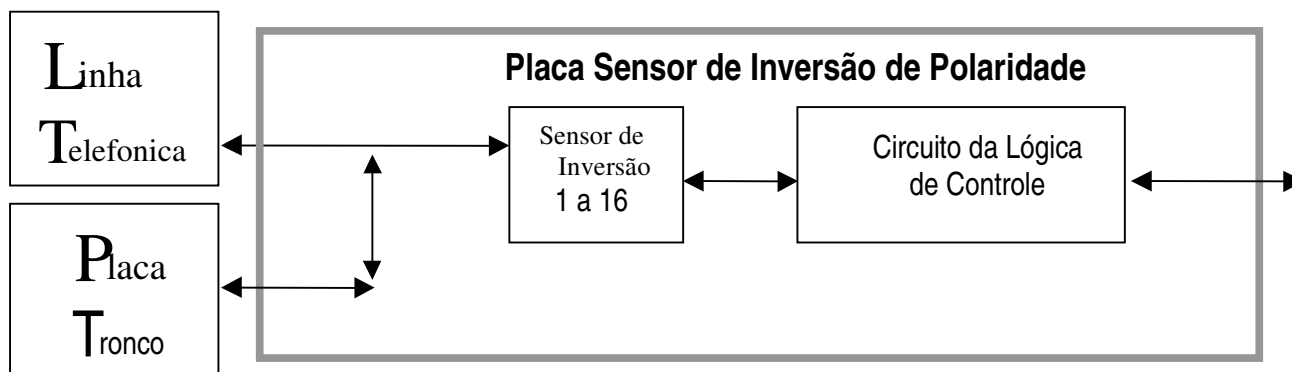 Linha
Telefonica
Placa Sensor de Inversão de Polaridade
Sensor de
Inversão
1 a 16
Circuito da Lógica
de Controle
Placa
Tronco